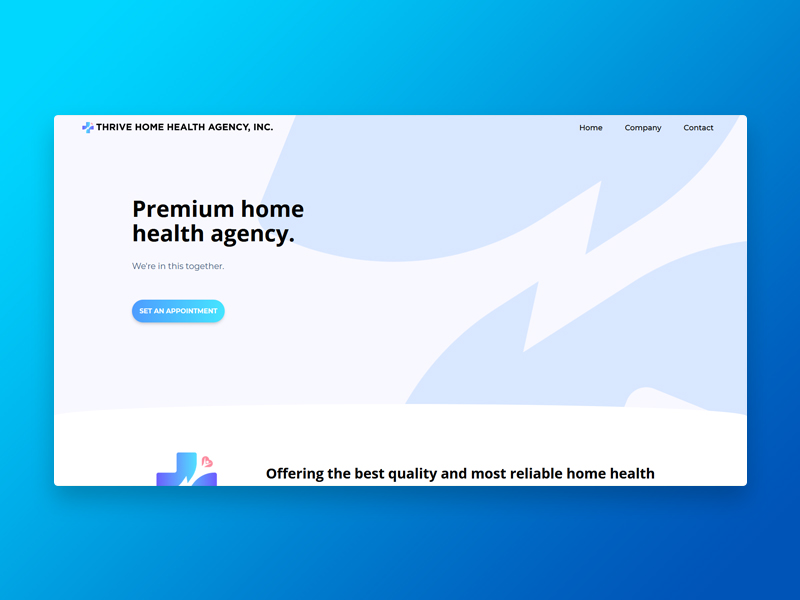 THRIVE HOME HEALTH AGENCY, INC.
Home Company Contact
Premium home
health agency.
We're in this together.
SET AN APPOINTMENT
Offering the best quality and most reliable home health